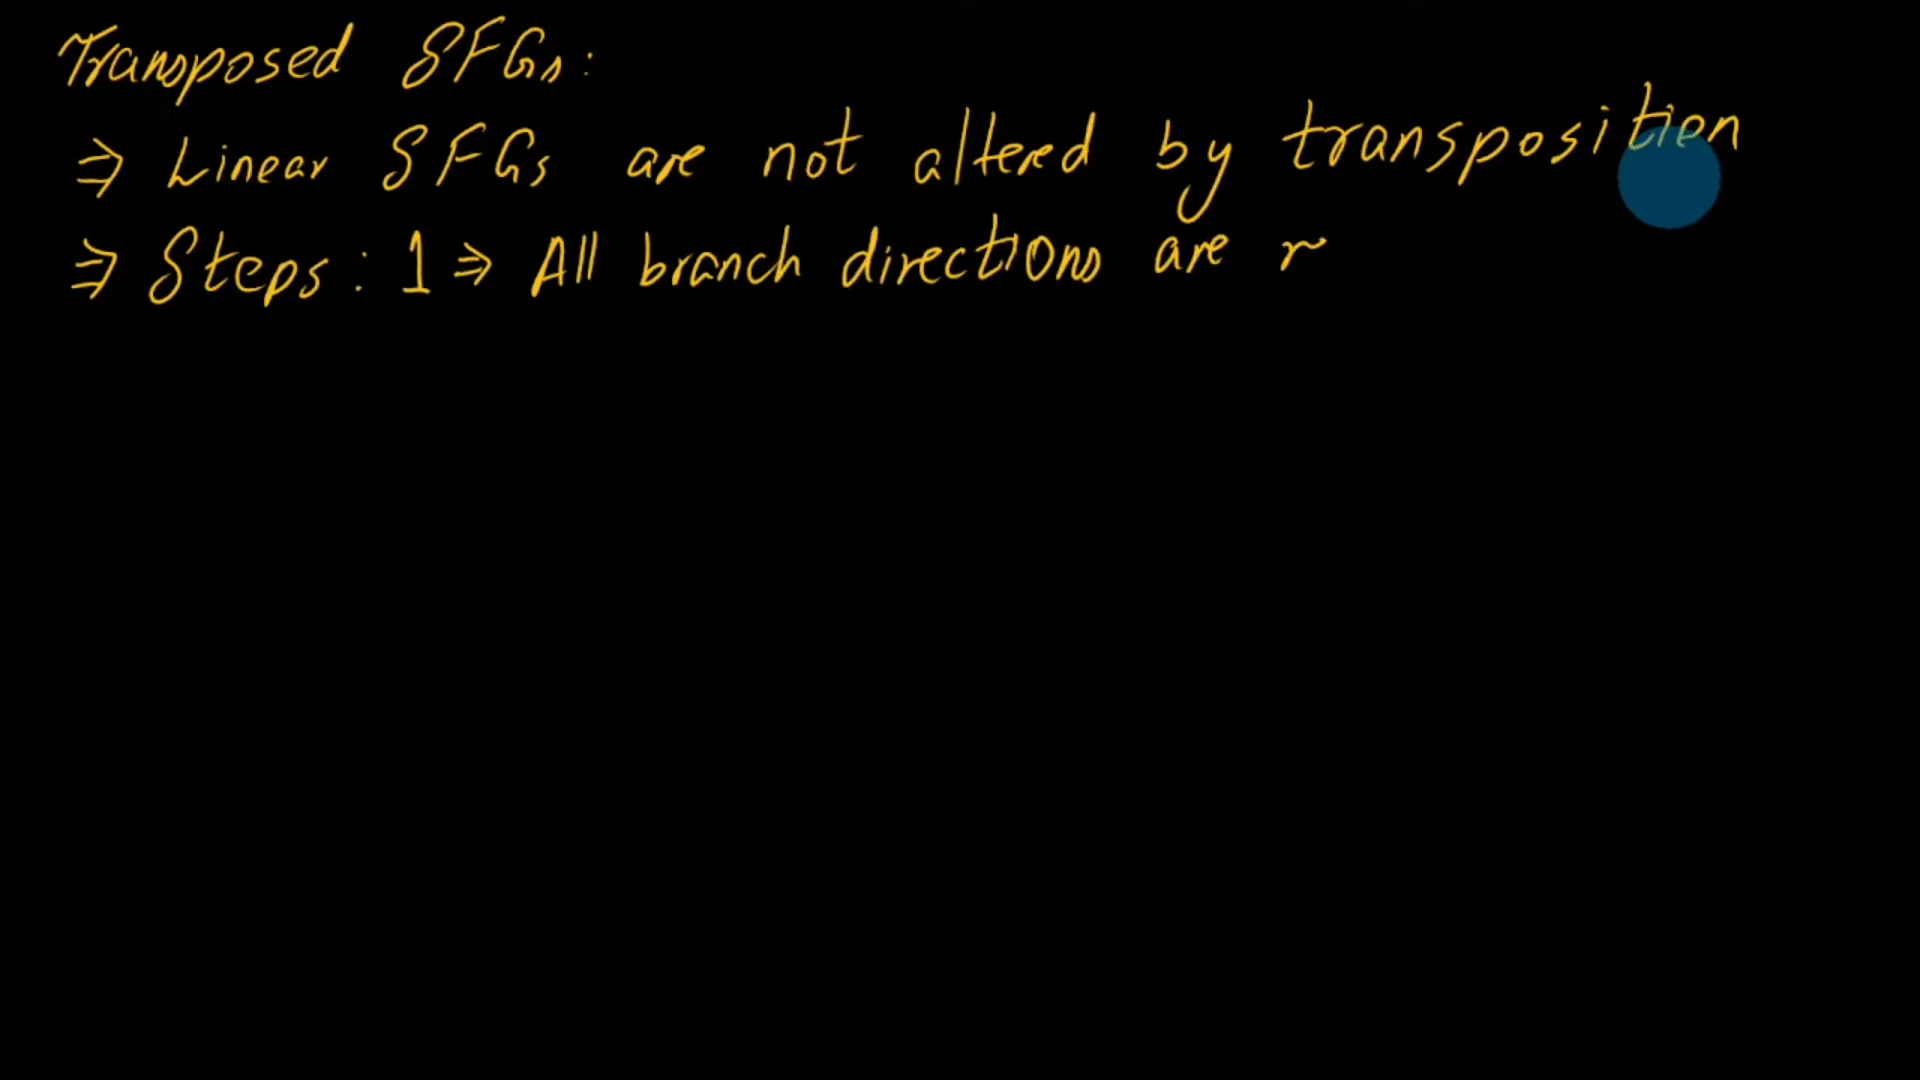 Transposed SFGs:
⇒ Linear SFGs are not altered by transposition
⇒ Steps: 1 ⇒ All branch directions are r